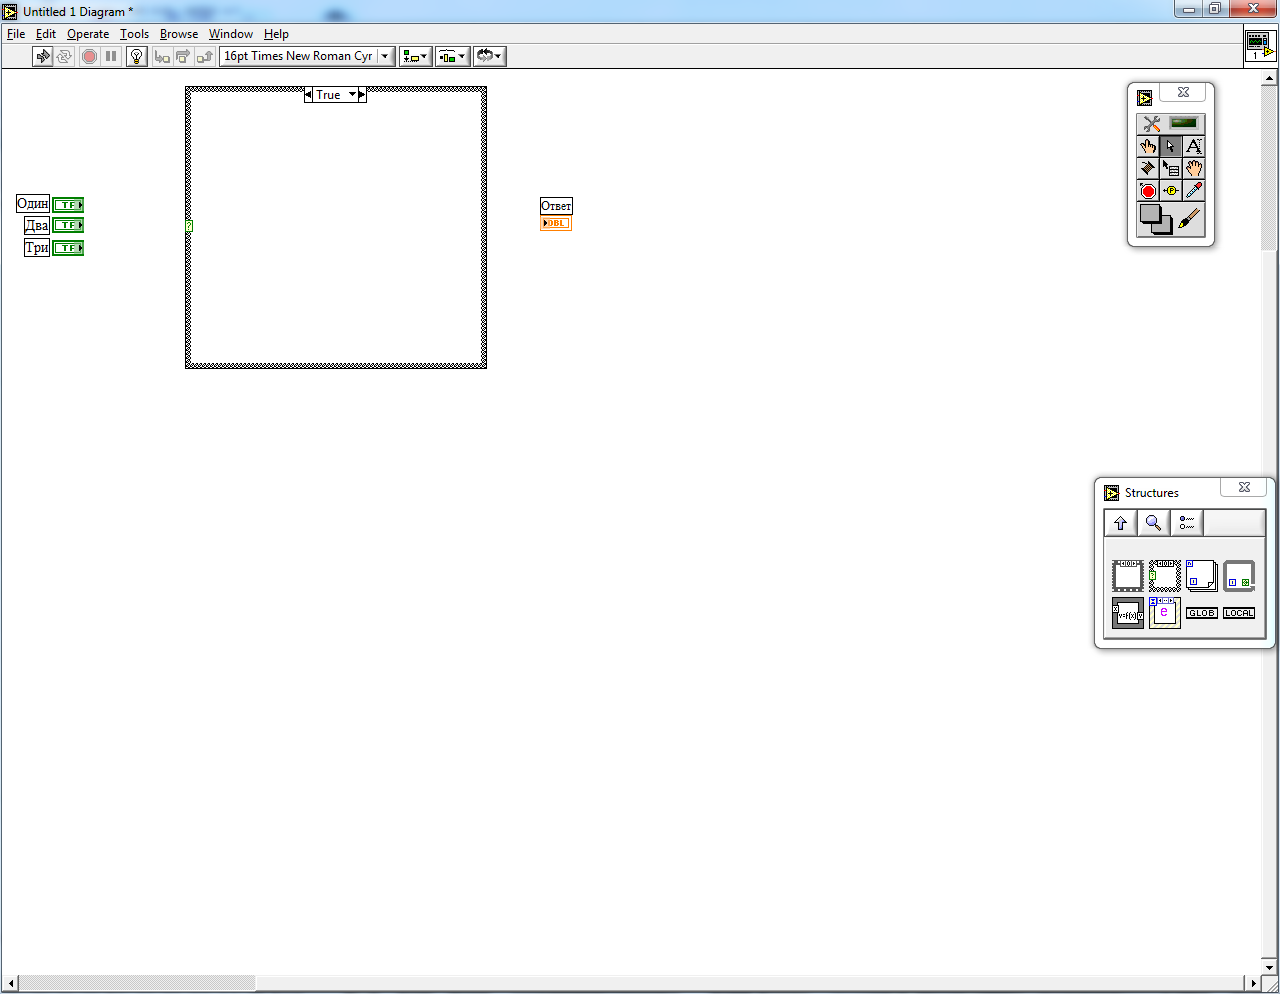 Untitled 1 Diagram *
File Edit Operate Tools Browse Window Help
16pt Times New Roman Cyr
1
True
Один TF
Два TF
Три TF
?
Ответ
DBL
Structures
GLOB
LOCAL